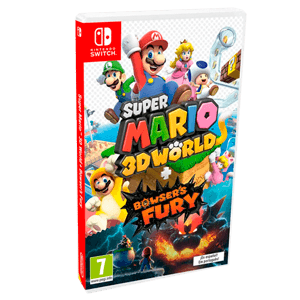 NINTENDO
SWITCH
SUPER
MARIO
3D WORLD
+
BOWSER'S
FURY
Super Mario 3D World + Bowser's Fury
7